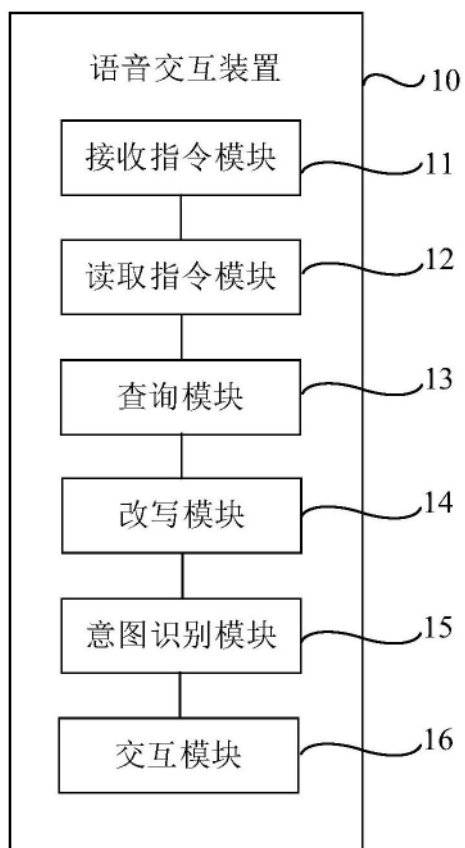 语音交互装置
10
接收指令模块
11
读取指令模块
12
查询模块
13
改写模块
14
意图识别模块
15
交互模块
16